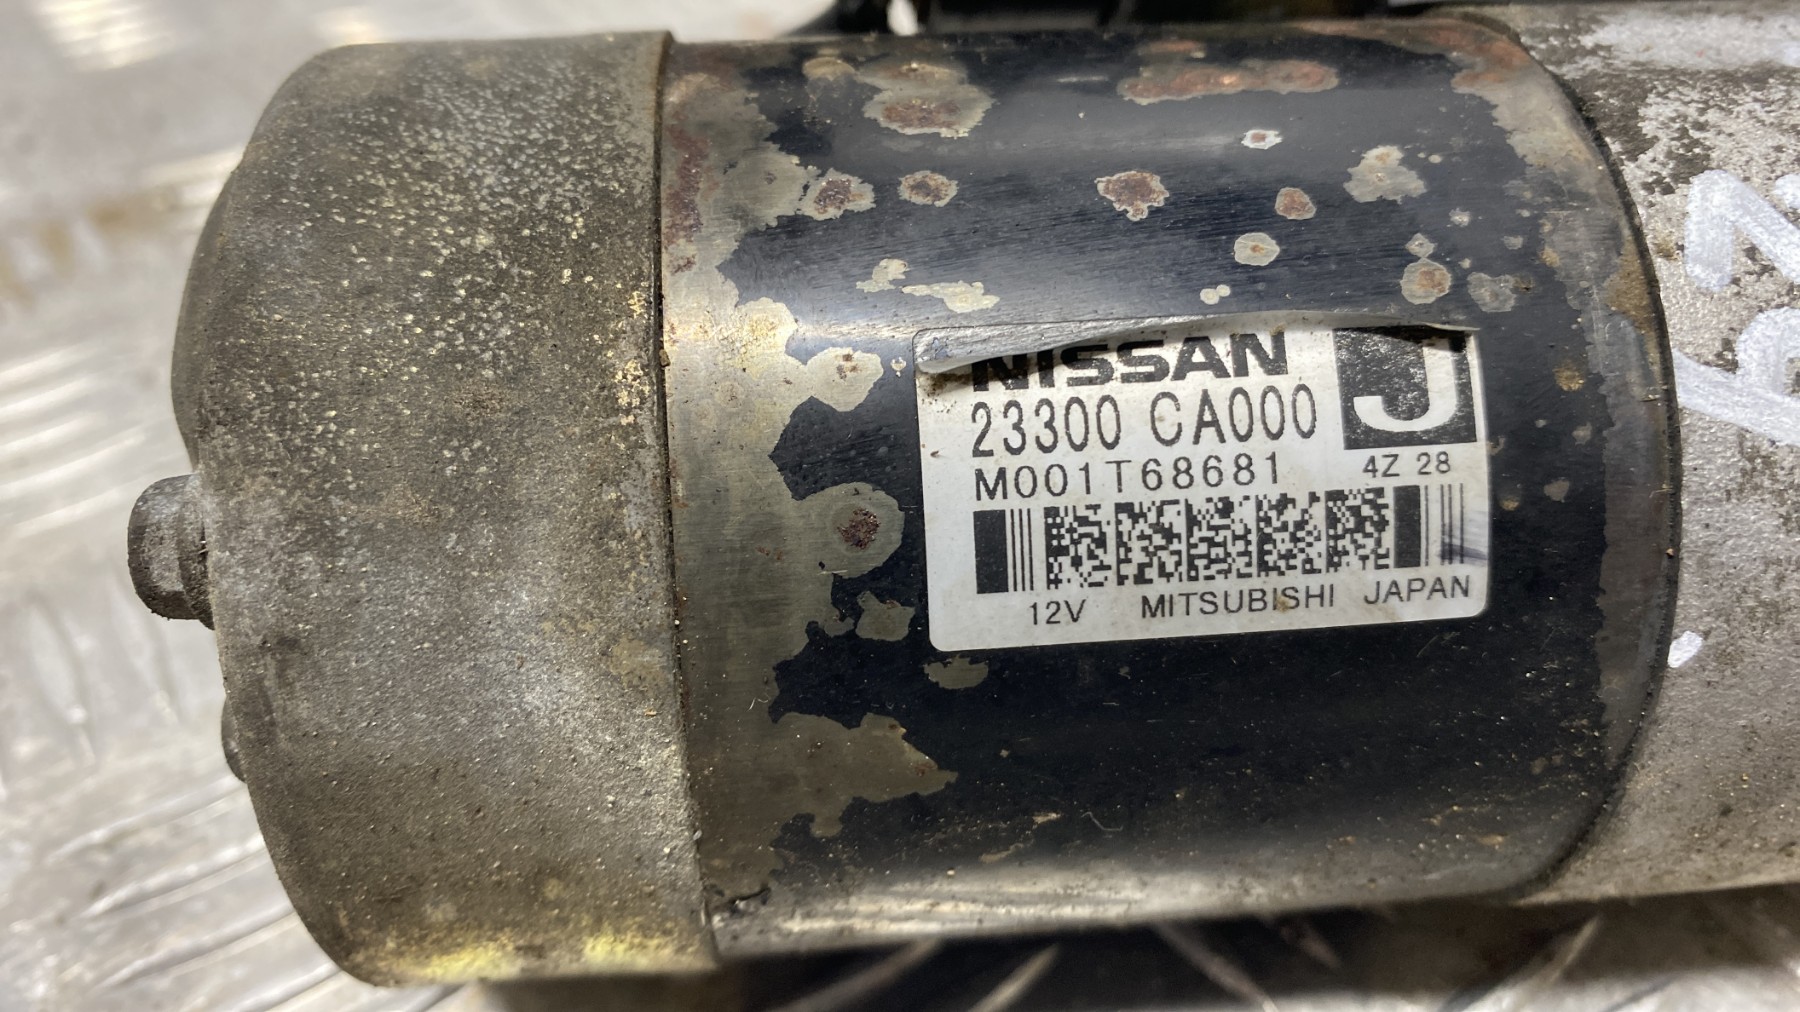 NISSAN
J
23300 CA000
M001T68681
4Z 28
12V MITSUBISHI JAPAN